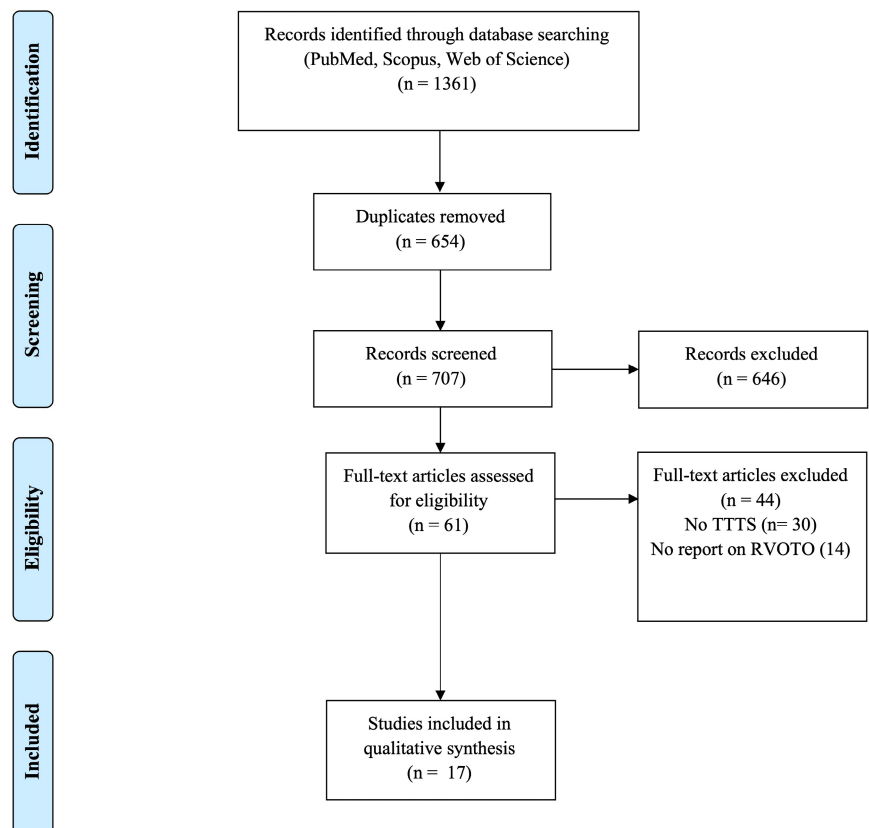 Identification
Records identified through database searching
(PubMed, Scopus, Web of Science)
(n = 1361)
Duplicates removed
(n = 654)
Screening
Records screened
(n = 707)
Records excluded
(n = 646)
Eligibility
Full-text articles assessed
for eligibility
(n = 61)
Full-text articles excluded
(n = 44)
No TTTS (n= 30)
No report on RVOTO (14)
Included
Studies included in
qualitative synthesis
(n = 17)